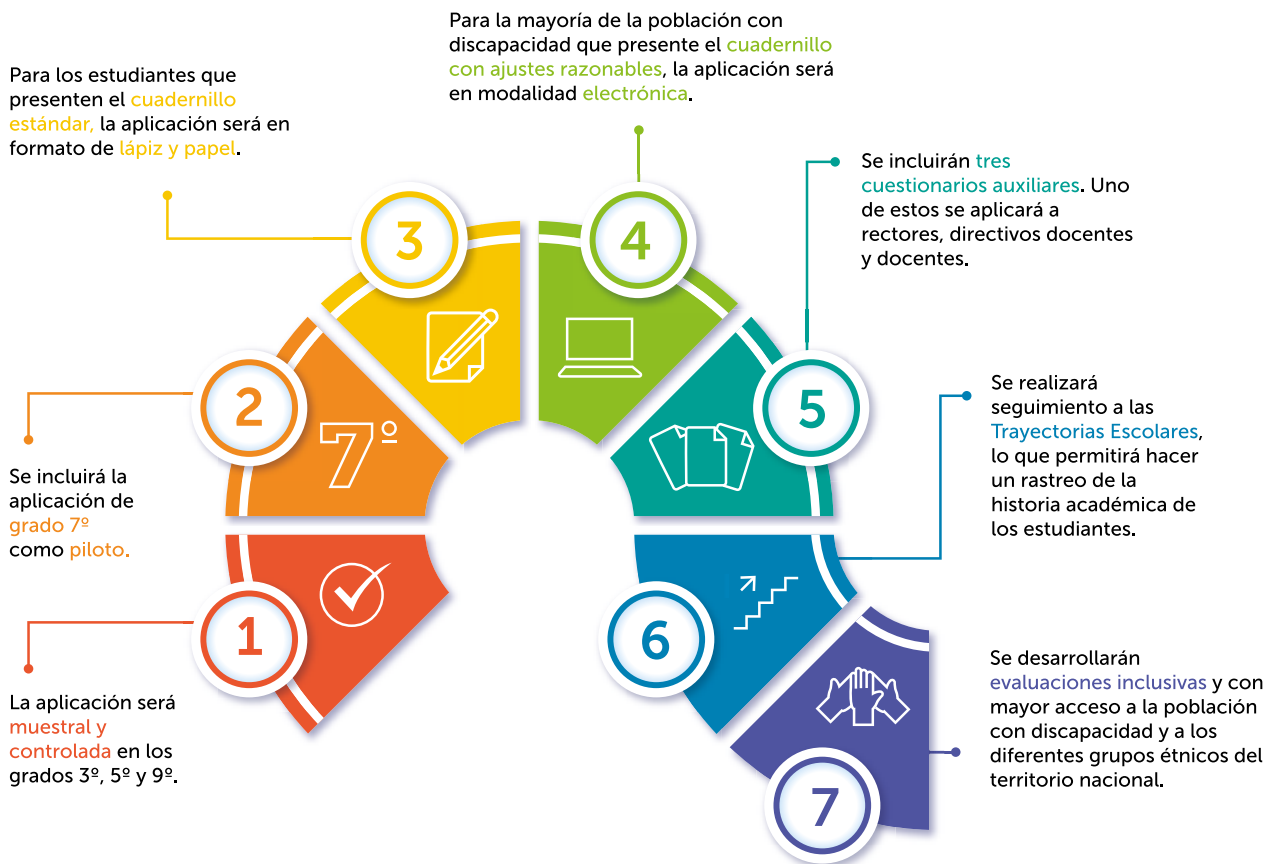 1
La aplicación será
muestral y
controlada en los
grados 3º, 5º y 9º.
2
7º
Se incluirá la
aplicación de
grado 7º
como piloto.
3
Para los estudiantes que
presenten el cuadernillo
estándar, la aplicación será en
formato de lápiz y papel.
4
Para la mayoría de la población con
discapacidad que presente el cuadernillo
con ajustes razonables, la aplicación será
en modalidad electrónica.
5
Se incluirán tres
cuestionarios auxiliares. Uno
de estos se aplicará a
rectores, directivos docentes
y docentes.
6
Se realizará
seguimiento a las
Trayectorias Escolares,
lo que permitirá hacer
un rastreo de la
historia académica de
los estudiantes.
7
Se desarrollarán
evaluaciones inclusivas y con
mayor acceso a la población
con discapacidad y a los
diferentes grupos étnicos del
territorio nacional.